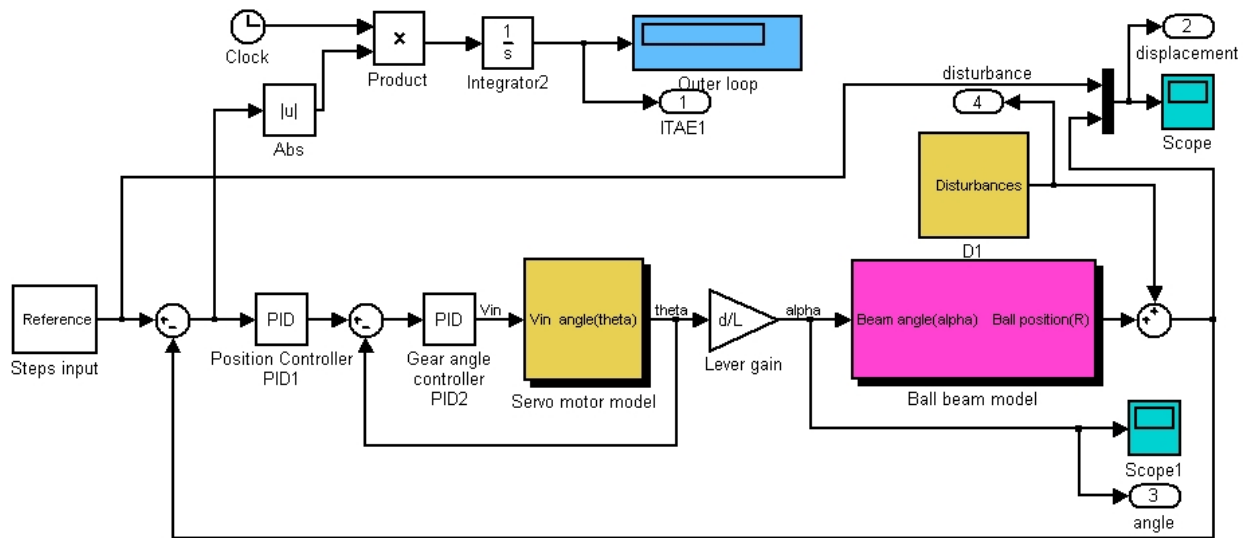 Clock
×
Product
1
s
Integrator2
Outer loop
1
ITAE1
|u|
Abs
disturbance
4
2
displacement
Scope
Disturbances
D1
Reference
Steps input
+
-
PID
Position Controller
PID1
+
-
PID
Gear angle
controller
PID2
Vin
Vin angle(theta)
Servo motor model
theta
d/L
Lever gain
alpha
Beam angle(alpha) Ball position(R)
Ball beam model
+
+
Scope1
3
angle